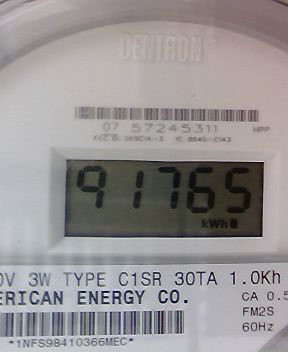 CENTRON®
07 57245311 HPP
91765
kWh
0V 3W TYPE C1SR 30TA 1.0Kh
ERICAN ENERGY CO. CA 0.5
FM2S
60Hz
*1NFS98410366MEC*